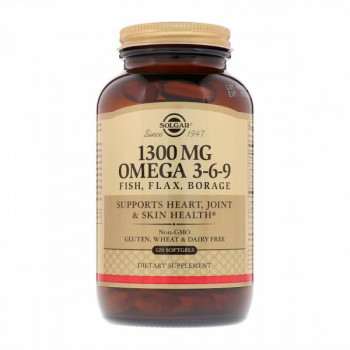 SOLGAR®
Since 1947
1300 MG
OMEGA 3-6-9
FISH, FLAX, BORAGE
SUPPORTS HEART, JOINT
& SKIN HEALTH*
Non-GMO
GLUTEN, WHEAT & DAIRY FREE
120 SOFTGELS
DIETARY SUPPLEMENT